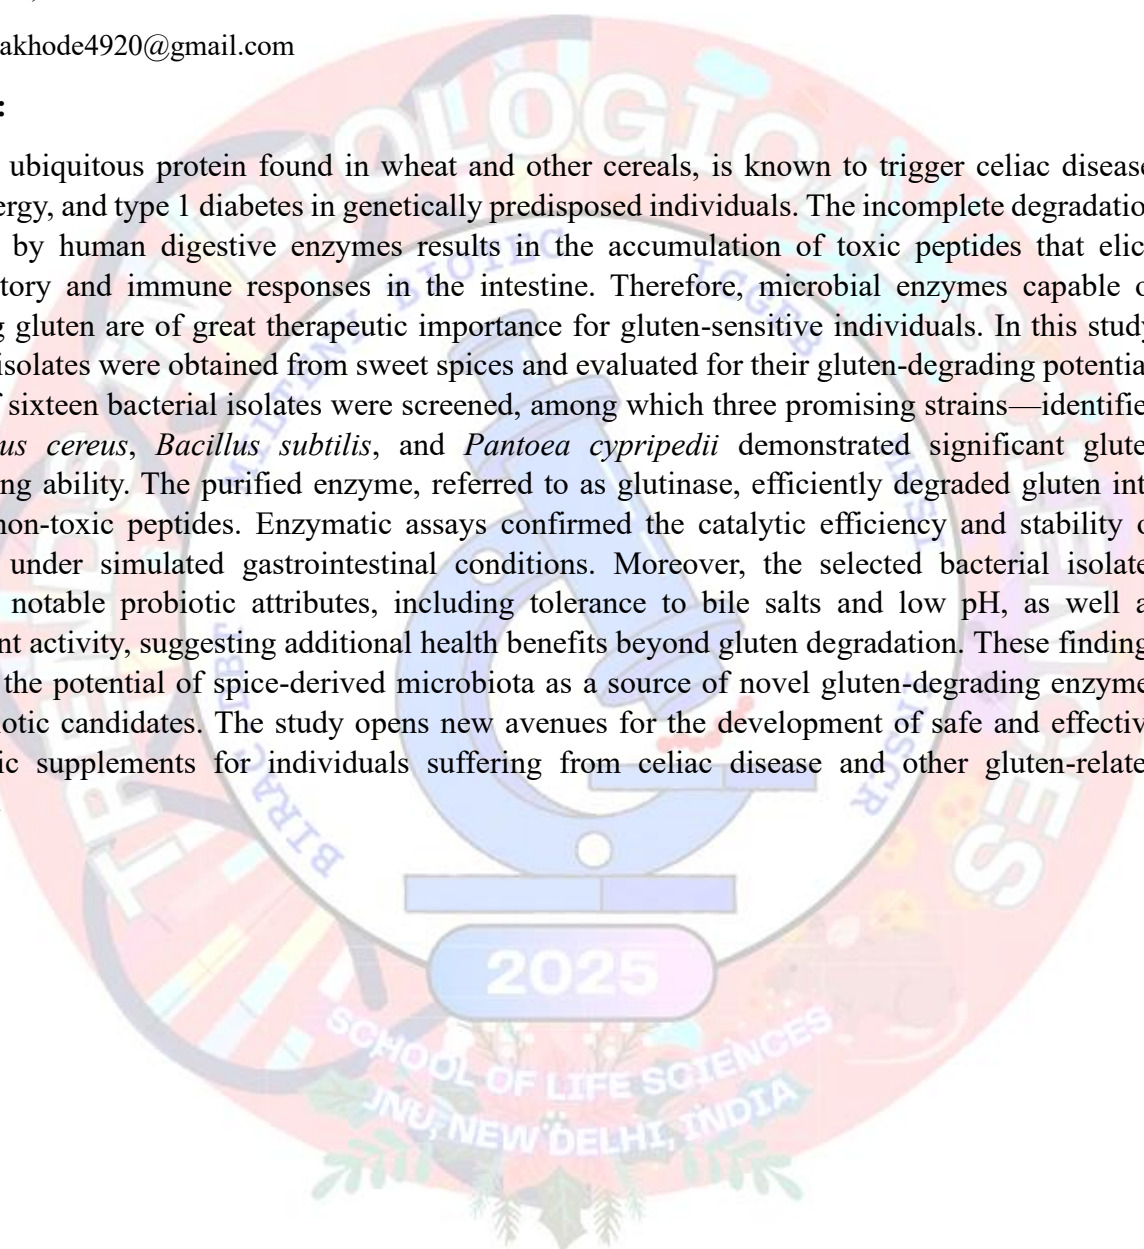 akhode4920@gmail.com
:
ubiquitous protein found in wheat and other cereals, is known to trigger celiac disease
ergy, and type 1 diabetes in genetically predisposed individuals. The incomplete degradatio
by human digestive enzymes results in the accumulation of toxic peptides that elic
tory and immune responses in the intestine. Therefore, microbial enzymes capable o
g gluten are of great therapeutic importance for gluten-sensitive individuals. In this study
isolates were obtained from sweet spices and evaluated for their gluten-degrading potentia
f sixteen bacterial isolates were screened, among which three promising strains—identifie
us cereus, Bacillus subtilis, and Pantoea cypripedii demonstrated significant glute
ng ability. The purified enzyme, referred to as glutinase, efficiently degraded gluten int
non-toxic peptides. Enzymatic assays confirmed the catalytic efficiency and stability o
under simulated gastrointestinal conditions. Moreover, the selected bacterial isolate
notable probiotic attributes, including tolerance to bile salts and low pH, as well a
nt activity, suggesting additional health benefits beyond gluten degradation. These finding
the potential of spice-derived microbiota as a source of novel gluten-degrading enzyme
iotic candidates. The study opens new avenues for the development of safe and effectiv
ic supplements for individuals suffering from celiac disease and other gluten-relate
TRENDS IN BIOLOGICAL SCIENCES
BIRAC DBT
ICGEB
2025
SCHOOL OF LIFE SCIENCES
JNU, NEW DELHI, INDIA